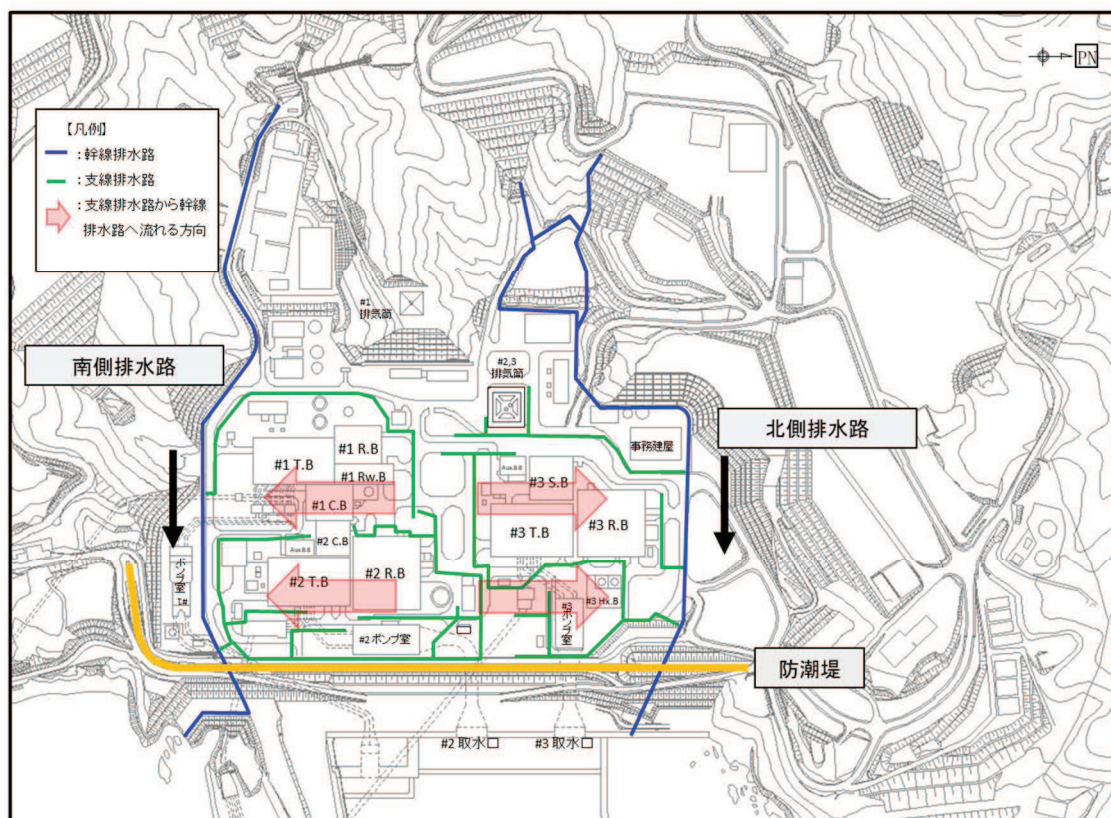 PN
【凡例】
：幹線排水路
：支線排水路
：支線排水路から幹線
排水路へ流れる方向
#1
排気筒
南側排水路
#2,3
排気筒
北側排水路
事務建屋
#1 T.B
#1 R.B
#1 Rw.B
#1 C.B
Aux.B.B
#3 S.B
#3 T.B
#3 R.B
#2 C.B
Aux.B.B
#2 T.B
#2 R.B
#1
ポンプ室
#3 Hx.B
#3
ポンプ室
#2 ポンプ室
防潮堤
#2 取水口
#3 取水口